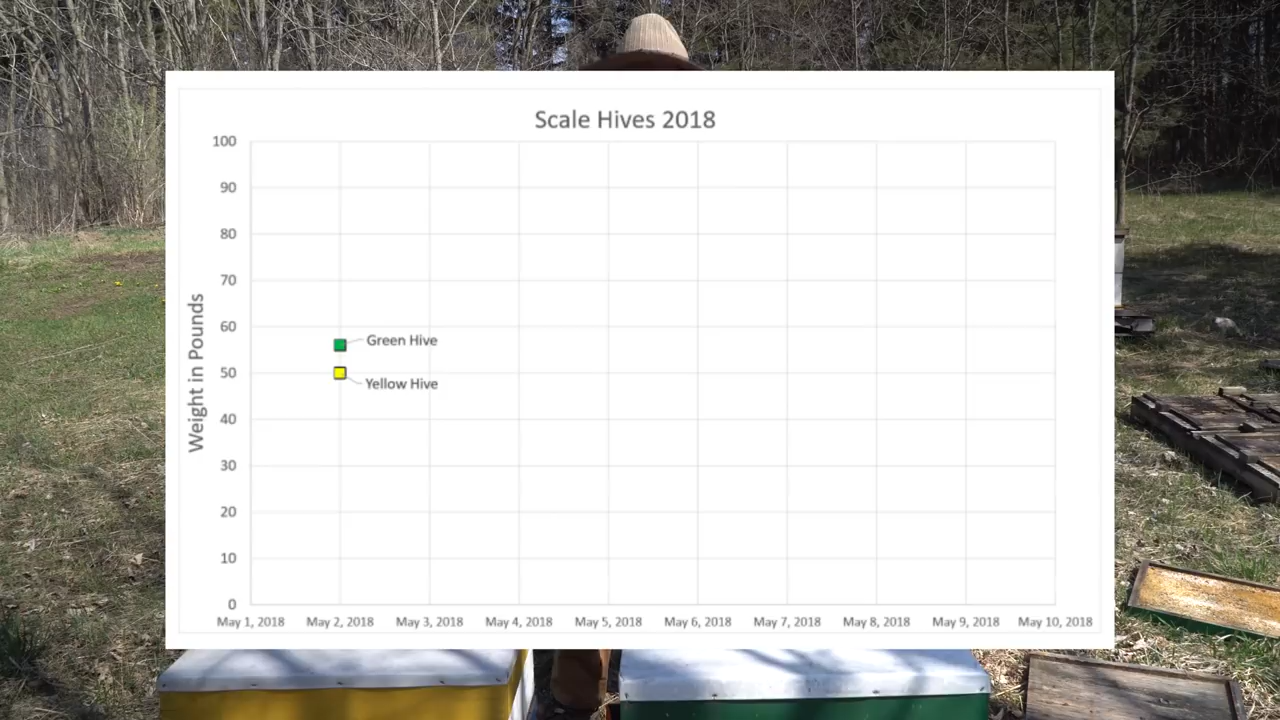 Scale Hives 2018
Weight in Pounds
100
90
80
70
60
50
40
30
20
10
0
Green Hive
Yellow Hive
May 1, 2018 May 2, 2018 May 3, 2018 May 4, 2018 May 5, 2018 May 6, 2018 May 7, 2018 May 8, 2018 May 9, 2018 May 10, 2018